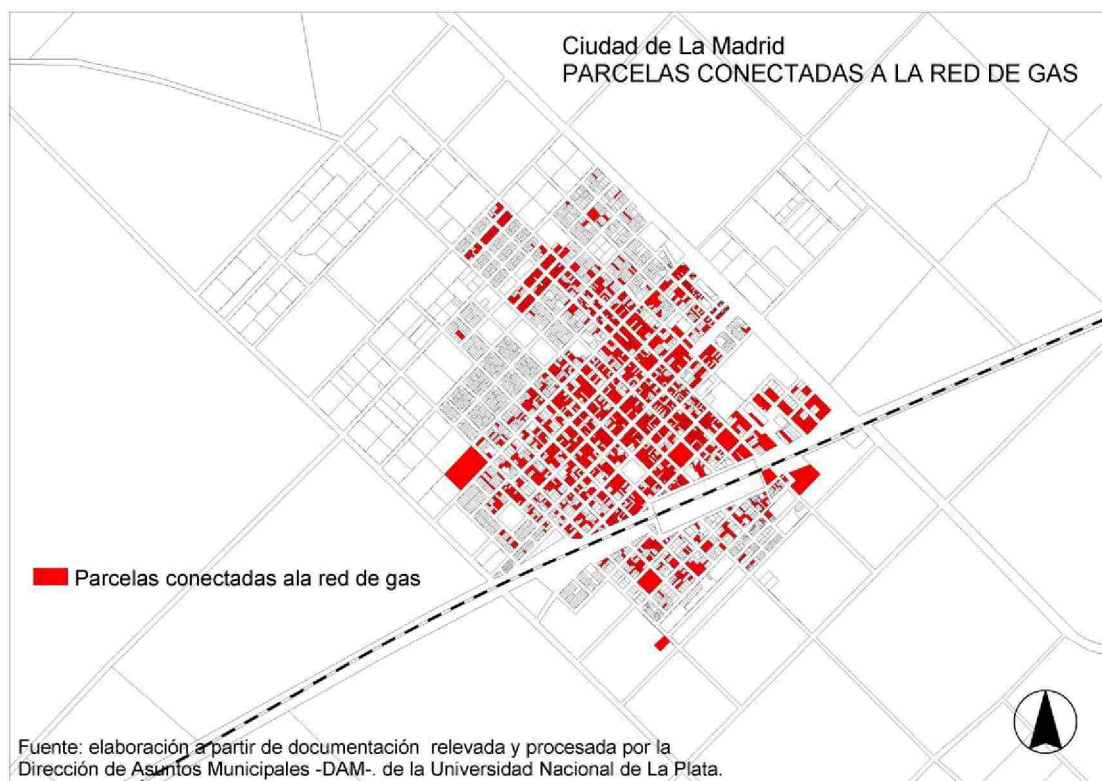 Ciudad de La Madrid
PARCELAS CONECTADAS A LA RED DE GAS
Parcelas conectadas ala red de gas
Fuente: elaboración a partir de documentación relevada y procesada por la
Dirección de Asuntos Municipales -DAM-. de la Universidad Nacional de La Plata.